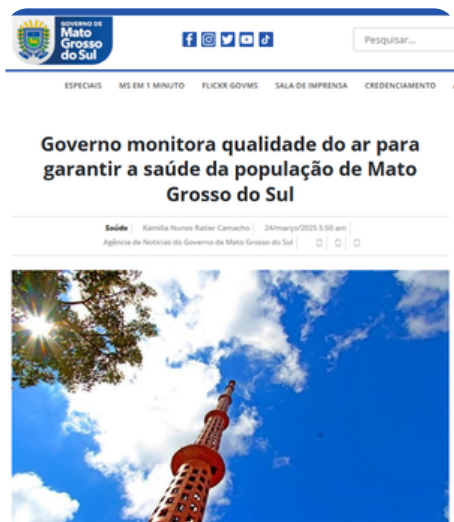 GOVERNO DE
Mato
Grosso
do Sul
Pesquisar...
ESPECIAIS MS EM 1 MINUTO FLICKR GOVMS SALA DE IMPRENSA CREDENCIAMENTO
Governo monitora qualidade do ar para
garantir a saúde da população de Mato
Grosso do Sul
Saúde Kamilla Nunes Ratier Camacho 24/março/2025 5:50 am
Agência de Noticias do Governo de Mato Grosso do Sul